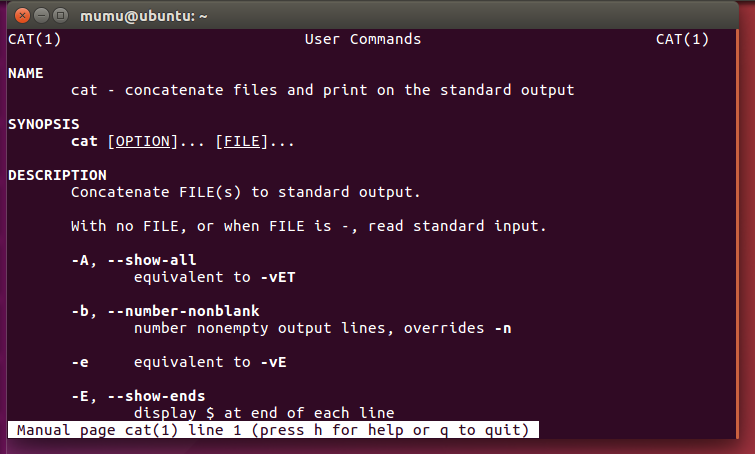 mumu@ubuntu: ~
CAT(1) User Commands CAT(1)
NAME
cat - concatenate files and print on the standard output
SYNOPSIS
cat [OPTION]... [FILE]...
DESCRIPTION
Concatenate FILE(s) to standard output.
With no FILE, or when FILE is -, read standard input.
-A, --show-all
equivalent to -vET
-b, --number-nonblank
number nonempty output lines, overrides -n
-e equivalent to -vE
-E, --show-ends
display $ at end of each line
Manual page cat(1) line 1 (press h for help or q to quit)